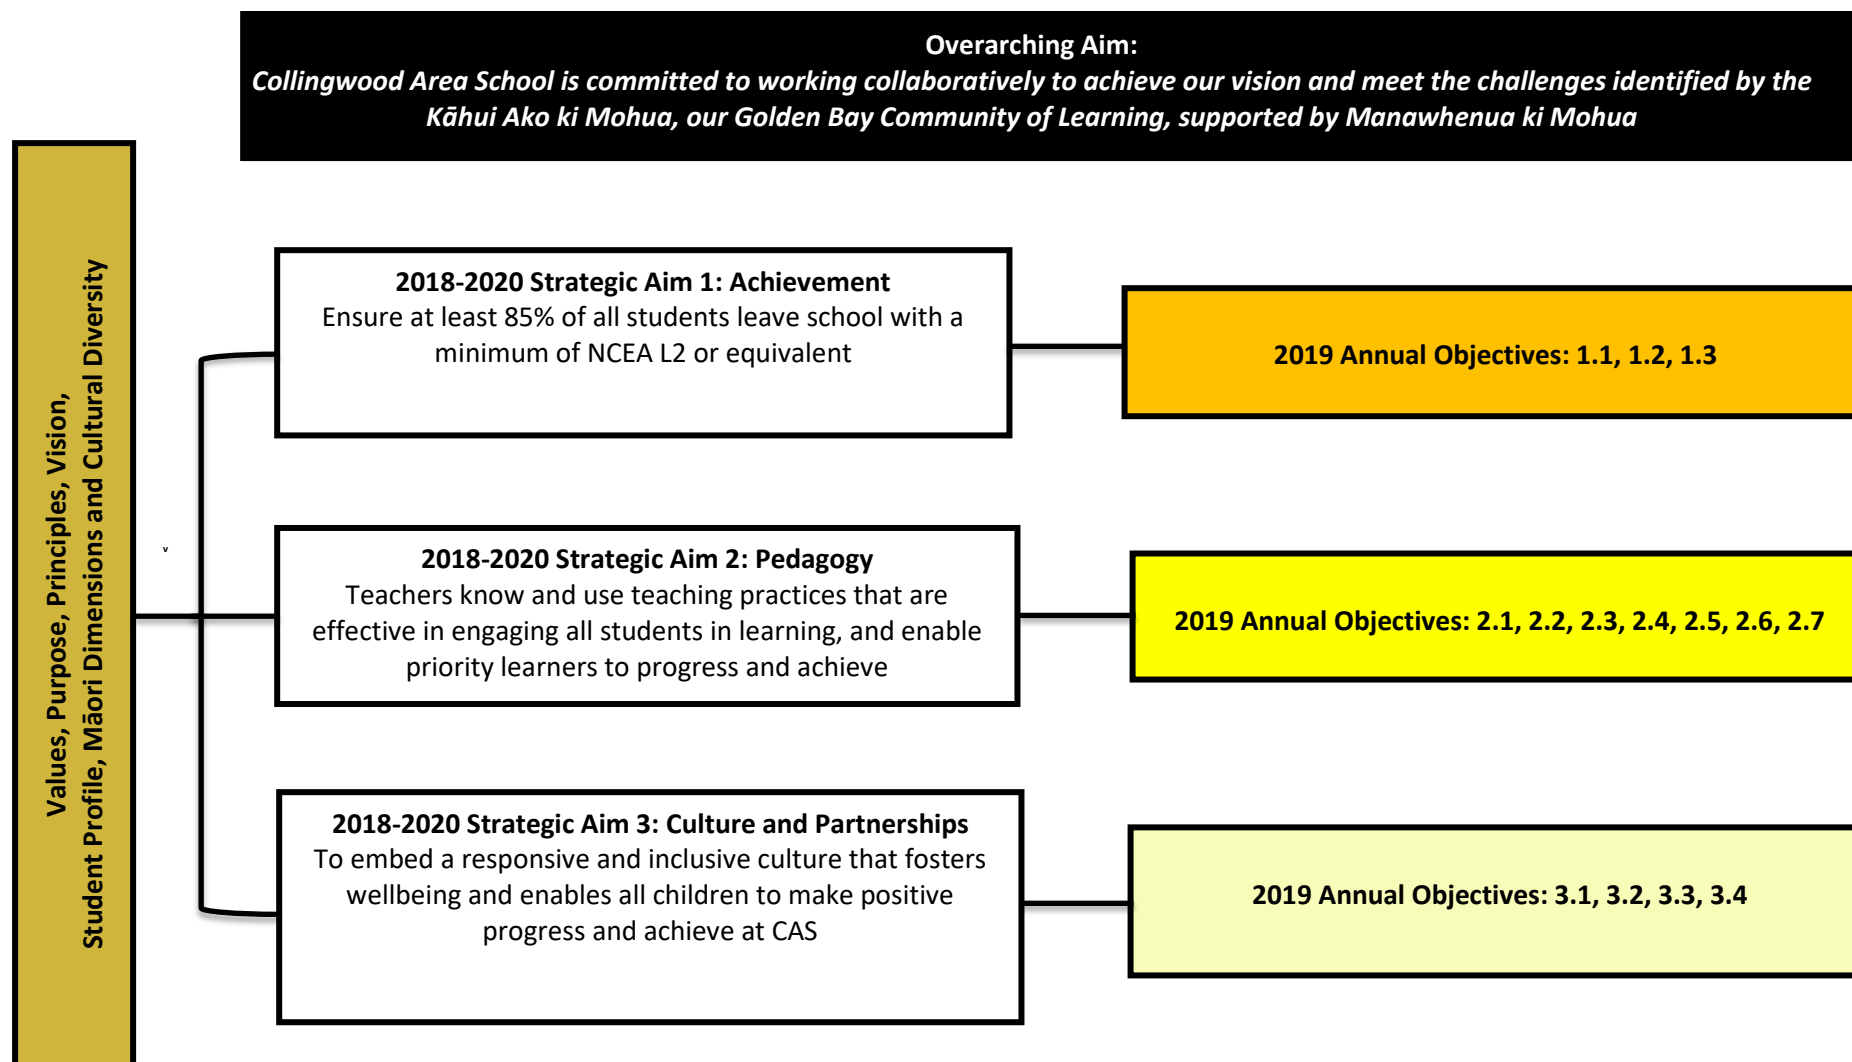 Overarching Aim:
Collingwood Area School is committed to working collaboratively to achieve our vision and meet the challenges identified by the
Kāhui Ako ki Mohua, our Golden Bay Community of Learning, supported by Manawhenua ki Mohua
Values, Purpose, Principles, Vision,
Student Profile, Māori Dimensions and Cultural Diversity
v
2018-2020 Strategic Aim 1: Achievement
Ensure at least 85% of all students leave school with a
minimum of NCEA L2 or equivalent
2019 Annual Objectives: 1.1, 1.2, 1.3
2018-2020 Strategic Aim 2: Pedagogy
Teachers know and use teaching practices that are
effective in engaging all students in learning, and enable
priority learners to progress and achieve
2019 Annual Objectives: 2.1, 2.2, 2.3, 2.4, 2.5, 2.6, 2.7
2018-2020 Strategic Aim 3: Culture and Partnerships
To embed a responsive and inclusive culture that fosters
wellbeing and enables all children to make positive
progress and achieve at CAS
2019 Annual Objectives: 3.1, 3.2, 3.3, 3.4